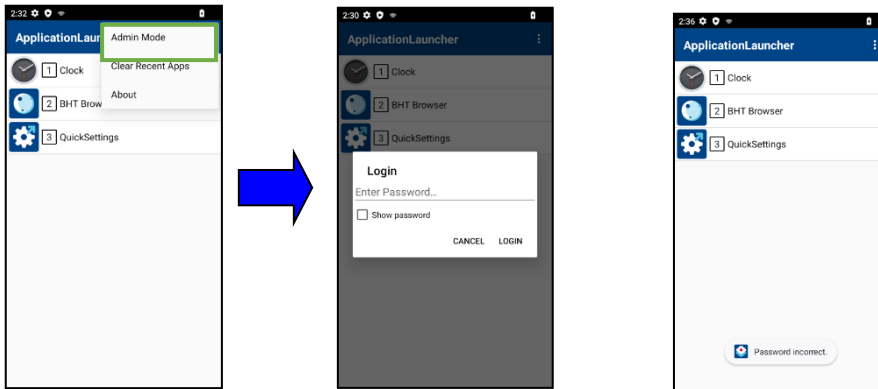 2:32
ApplicationLaun
Admin Mode
Clear Recent Apps
About
1 Clock
2 BHT Brow
3 QuickSettings
2:30
ApplicationLauncher
1 Clock
2 BHT Browser
3 QuickSettings
Login
Enter Password...
Show password
CANCEL LOGIN
2:36
ApplicationLauncher
1 Clock
2 BHT Browser
3 QuickSettings
Password incorrect.